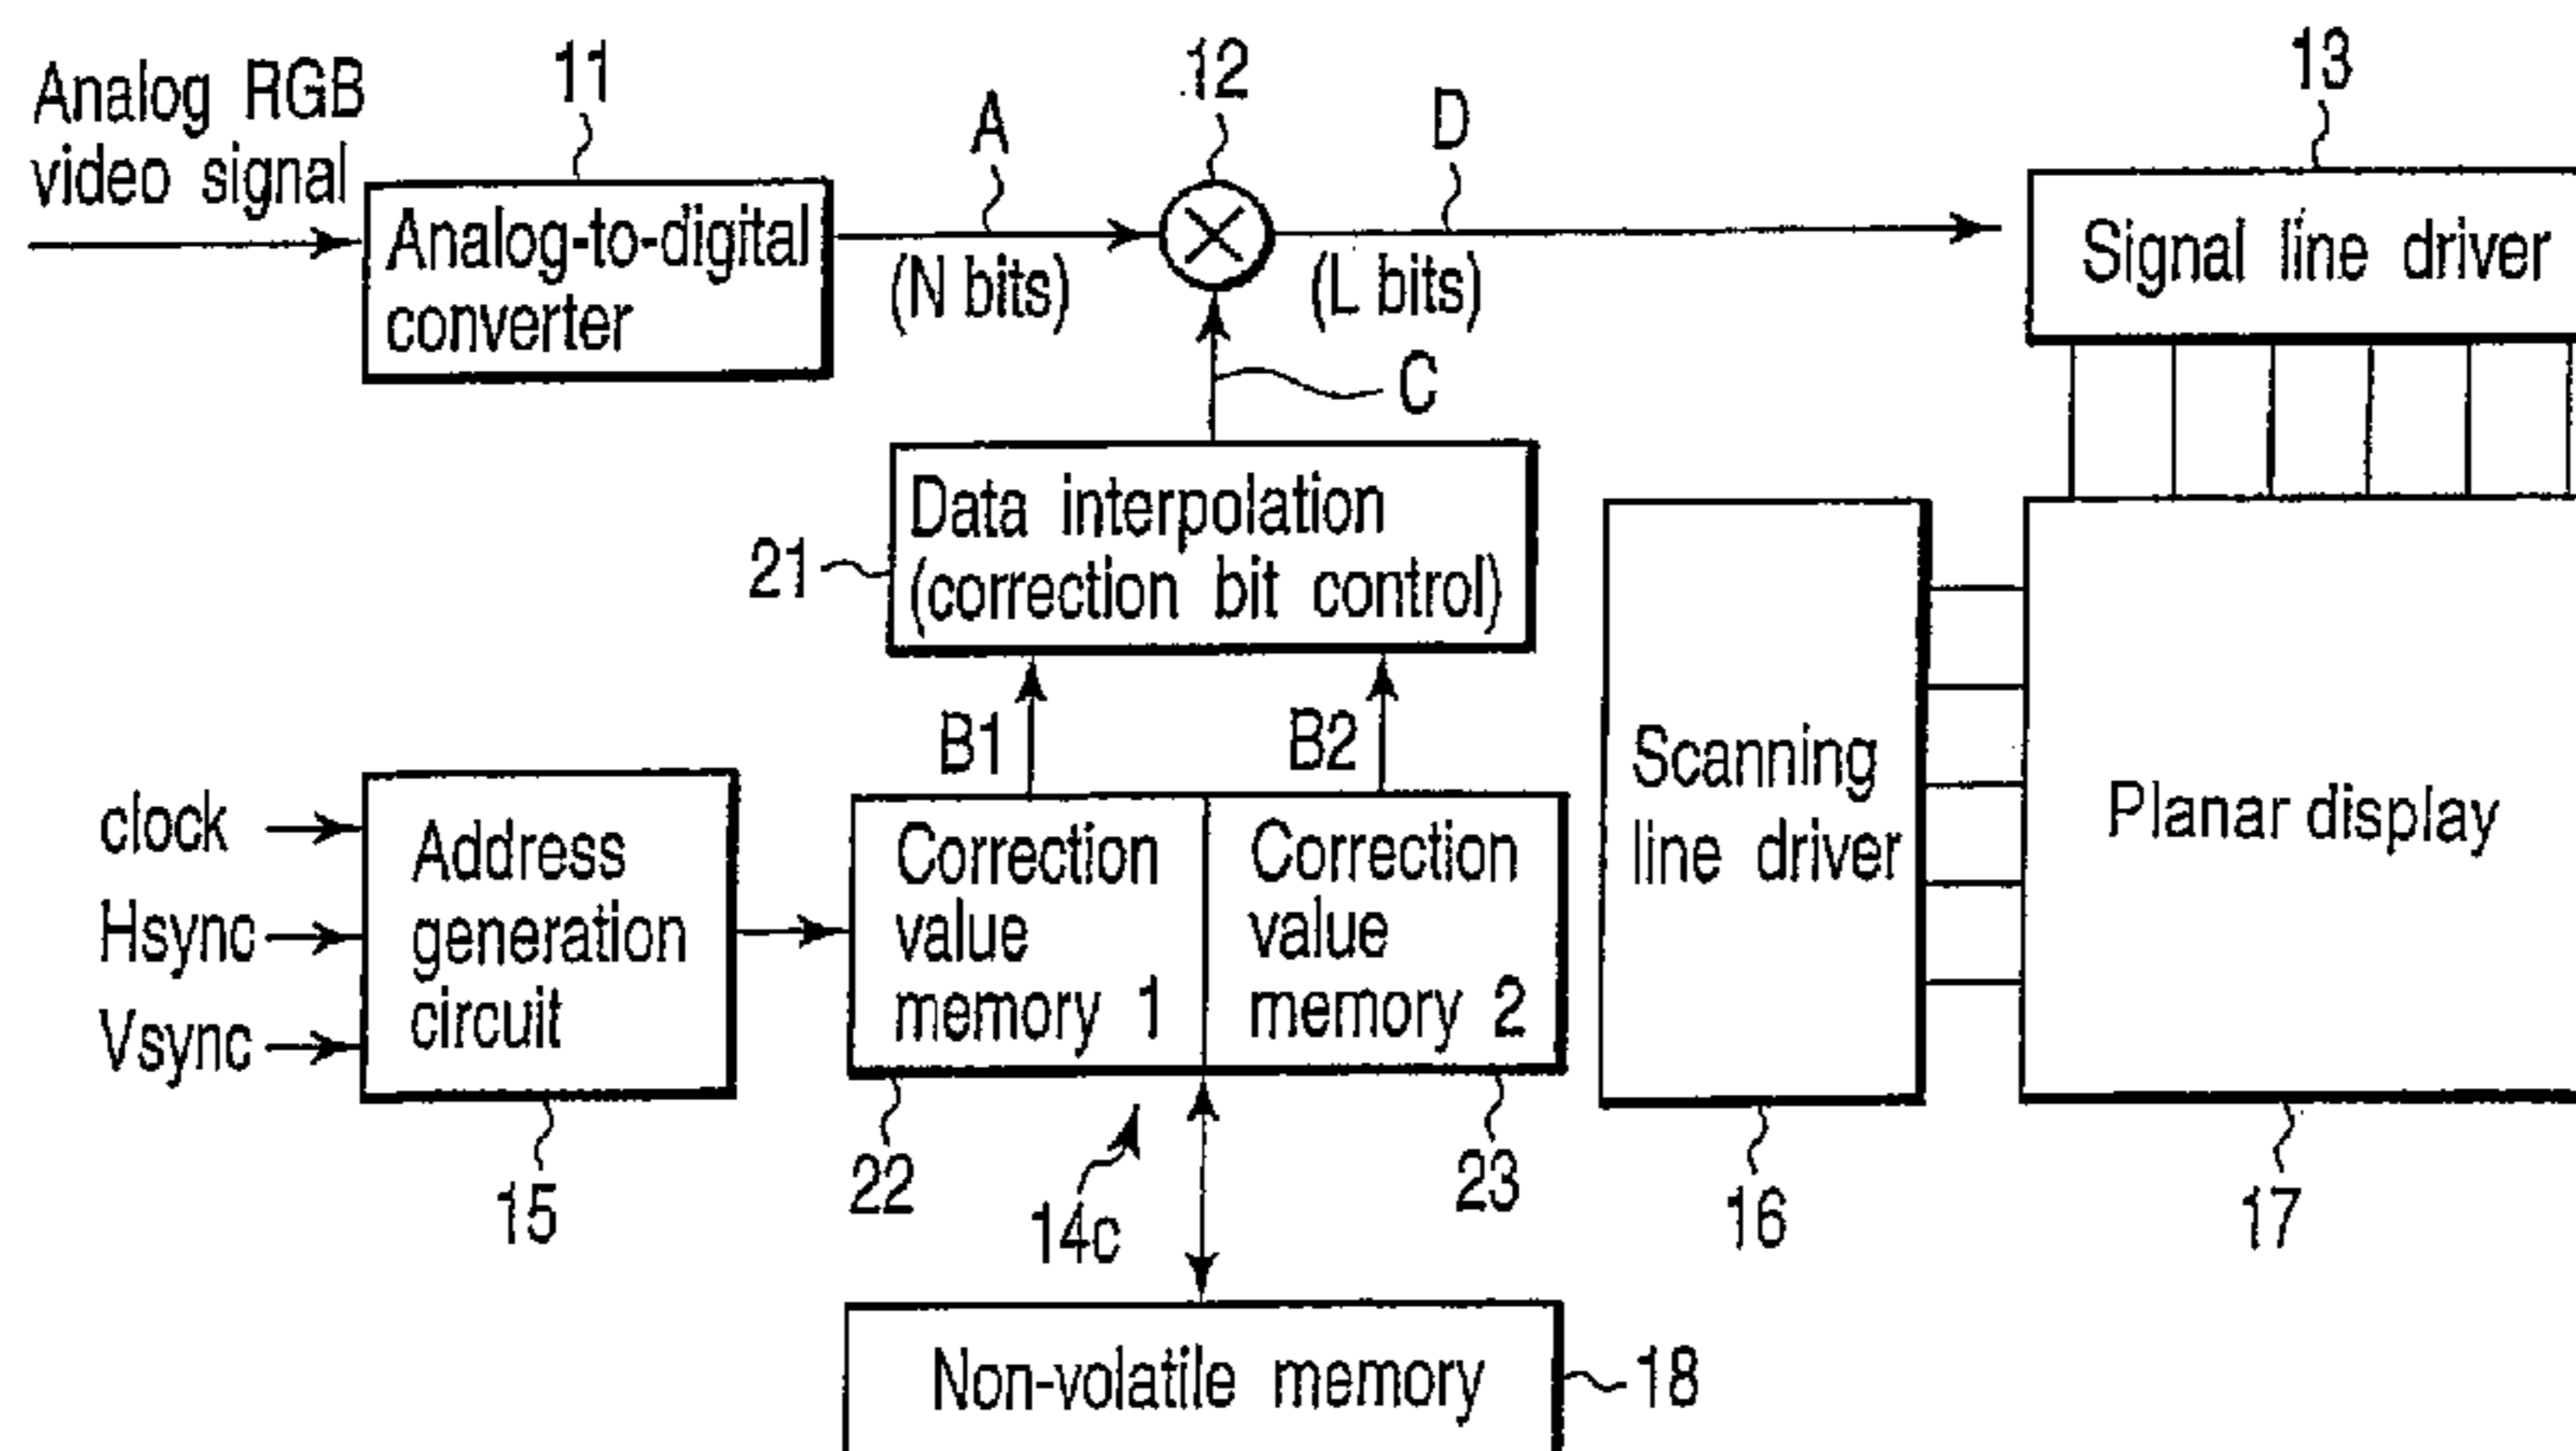 11
12
13
Analog RGB
video signal
A
D
Analog-to-digital
converter
(N bits)
(L bits)
Signal line driver
C
Data interpolation
(correction bit control)
21
B1
B2
clock
Hsync
Vsync
Address
generation
circuit
Correction
value
memory 1
Correction
value
memory 2
Scanning
line driver
Planar display
15
22
14c
23
16
17
Non-volatile memory
18